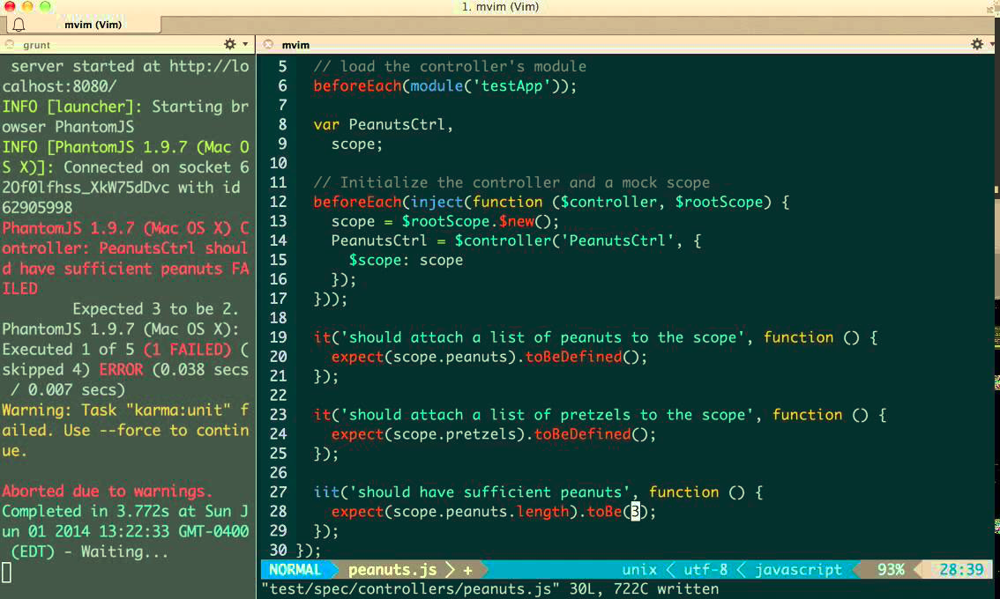 1. mvim (Vim)
mvim (Vim)
grunt
server started at http://lo
calhost:8080/
INFO [launcher]: Starting br
owser PhantomJS
INFO [PhantomJS 1.9.7 (Mac O
S X)]: Connected on socket 6
2Of0lfhss_XkW75dDvc with id
62905998
PhantomJS 1.9.7 (Mac OS X) C
ontroller: PeanutsCtrl shoul
d have sufficient peanuts FA
ILED
Expected 3 to be 2.
PhantomJS 1.9.7 (Mac OS X):
Executed 1 of 5 (1 FAILED) (
skipped 4) ERROR (0.038 secs
/ 0.007 secs)
Warning: Task "karma:unit" f
ailed. Use --force to contin
ue.
Aborted due to warnings.
Completed in 3.772s at Sun J
un 01 2014 13:22:33 GMT-0400
(EDT) - Waiting...
mvim
5 // load the controller's module
6 beforeEach(module('testApp'));
7
8 var PeanutsCtrl,
9 scope;
10
11 // Initialize the controller and a mock scope
12 beforeEach(inject(function ($controller, $rootScope) {
13 scope = $rootScope.$new();
14 PeanutsCtrl = $controller('PeanutsCtrl', {
15 $scope: scope
16 });
17 }));
18
19 it('should attach a list of peanuts to the scope', function () {
20 expect(scope.peanuts).toBeDefined();
21 });
22
23 it('should attach a list of pretzels to the scope', function () {
24 expect(scope.pretzels).toBeDefined();
25 });
26
27 iit('should have sufficient peanuts', function () {
28 expect(scope.peanuts.length).toBe(3);
29 });
30 });
NORMAL peanuts.js + unix utf-8 javascript 93% 28:39
"test/spec/controllers/peanuts.js" 30L, 722C written